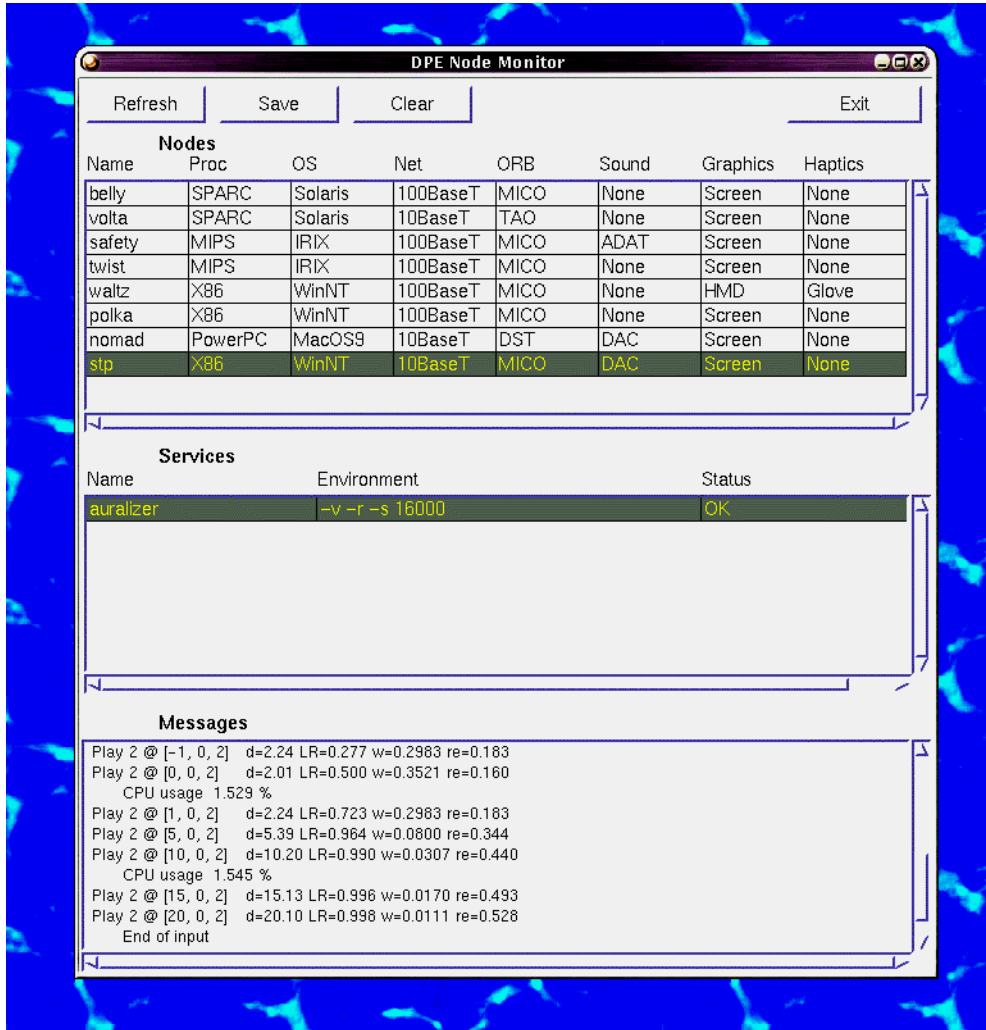 DPE Node Monitor
Refresh Save Clear Exit
Nodes
Name Proc OS Net ORB Sound Graphics Haptics
belly SPARC Solaris 100BaseT MICO None Screen None
volta SPARC Solaris 10BaseT TAO None Screen None
safety MIPS IRIX 100BaseT MICO ADAT Screen None
twist MIPS IRIX 100BaseT MICO None Screen None
waltz X86 WinNT 100BaseT MICO None HMD Glove
polka X86 WinNT 100BaseT MICO None Screen None
nomad PowerPC MacOS9 10BaseT DST DAC Screen None
stp X86 WinNT 10BaseT MICO DAC Screen None
Services
Name Environment Status
auralizer –v –r –s 16000 OK
Messages
Play 2 @ [–1, 0, 2] d=2.24 LR=0.277 w=0.2983 re=0.183
Play 2 @ [0, 0, 2] d=2.01 LR=0.500 w=0.3521 re=0.160
CPU usage 1.529 %
Play 2 @ [1, 0, 2] d=2.24 LR=0.723 w=0.2983 re=0.183
Play 2 @ [5, 0, 2] d=5.39 LR=0.964 w=0.0800 re=0.344
Play 2 @ [10, 0, 2] d=10.20 LR=0.990 w=0.0307 re=0.440
CPU usage 1.545 %
Play 2 @ [15, 0, 2] d=15.13 LR=0.996 w=0.0170 re=0.493
Play 2 @ [20, 0, 2] d=20.10 LR=0.998 w=0.0111 re=0.528
End of input